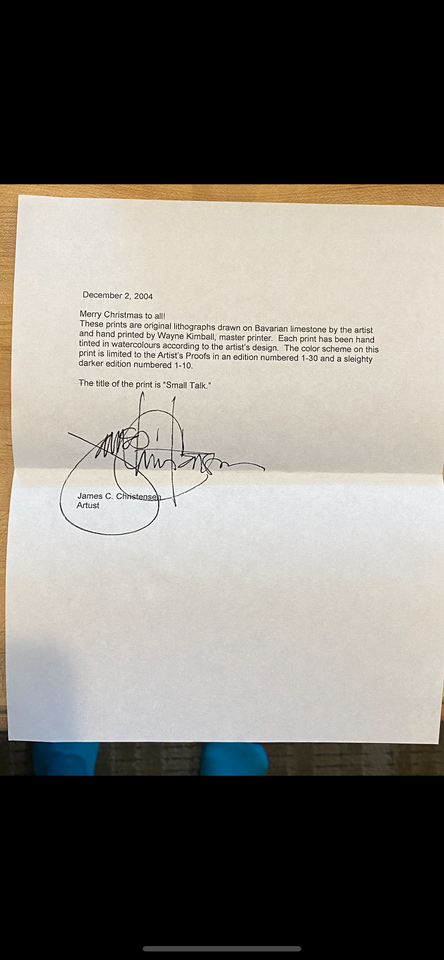 December 2, 2004
Merry Christmas to all!
These prints are original lithographs drawn on Bavarian limestone by the artist
and hand printed by Wayne Kimball, master printer. Each print has been hand
tinted in watercolours according to the artist's design. The color scheme on this
print is limited to the Artist's Proofs in an edition numbered 1-30 and a sleighty
darker edition numbered 1-10.
The title of the print is "Small Talk."
James Christensen
James C. Christensen
Artust